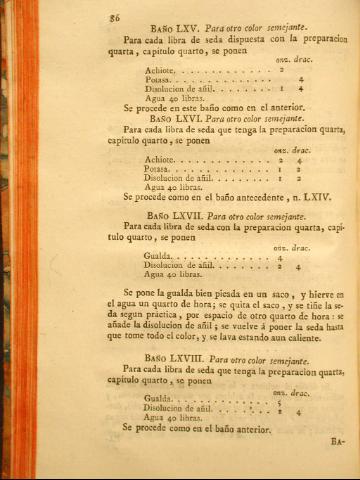 86
BAÑO LXV. Para otro color semejante.
Para cada libra de seda dispuesta con la preparacion
quarta, capitulo quarto, se ponen
onz. drac.
Achiote. . . . . . . . . . . . . 2
Potasa. . . . . . . . . . . . . 4
Disolucion de añil. . . . . . . . 1 4
Agua 40 libras.
Se procede en este baño como en el anterior.
BAÑO LXVI. Para otro color semejante.
Para cada libra de seda que tenga la preparacion quarta,
capitulo quarto, se ponen
onz. drac.
Achiote. . . . . . . . . . . . . 2 4
Potasa. . . . . . . . . . . . . 1 2
Disolucion de añil. . . . . . . . 1 2
Agua 40 libras.
Se procede como en el baño antecedente, n. LXIV.
BAÑO LXVII. Para otro color semejante.
Para cada libra de seda con la preparacion quarta, capi-
tulo quarto, se ponen
onz. drac.
Gualda. . . . . . . . . . . . . 4
Disolucion de añil. . . . . . . . 2 4
Agua 40 libras.
Se pone la gualda bien picada en un saco, y hierve en
el agua un quarto de hora; se quita el saco, y se tiñe la se-
da segun práctica, por espacio de otro quarto de hora: se
añade la disolucion de añil; se vuelve á poner la seda hasta
que tome todo el color, y se lava estando aun caliente.
BAÑO LXVIII. Para otro color semejante.
Para cada libra de seda que tenga la preparacion quarta,
capitulo quarto, se ponen
onz. drac.
Gualda. . . . . . . . . . . . . 5
Disolucion de añil. . . . . . . . 2 4
Agua 40 libras.
Se procede como en el baño anterior.
BA-